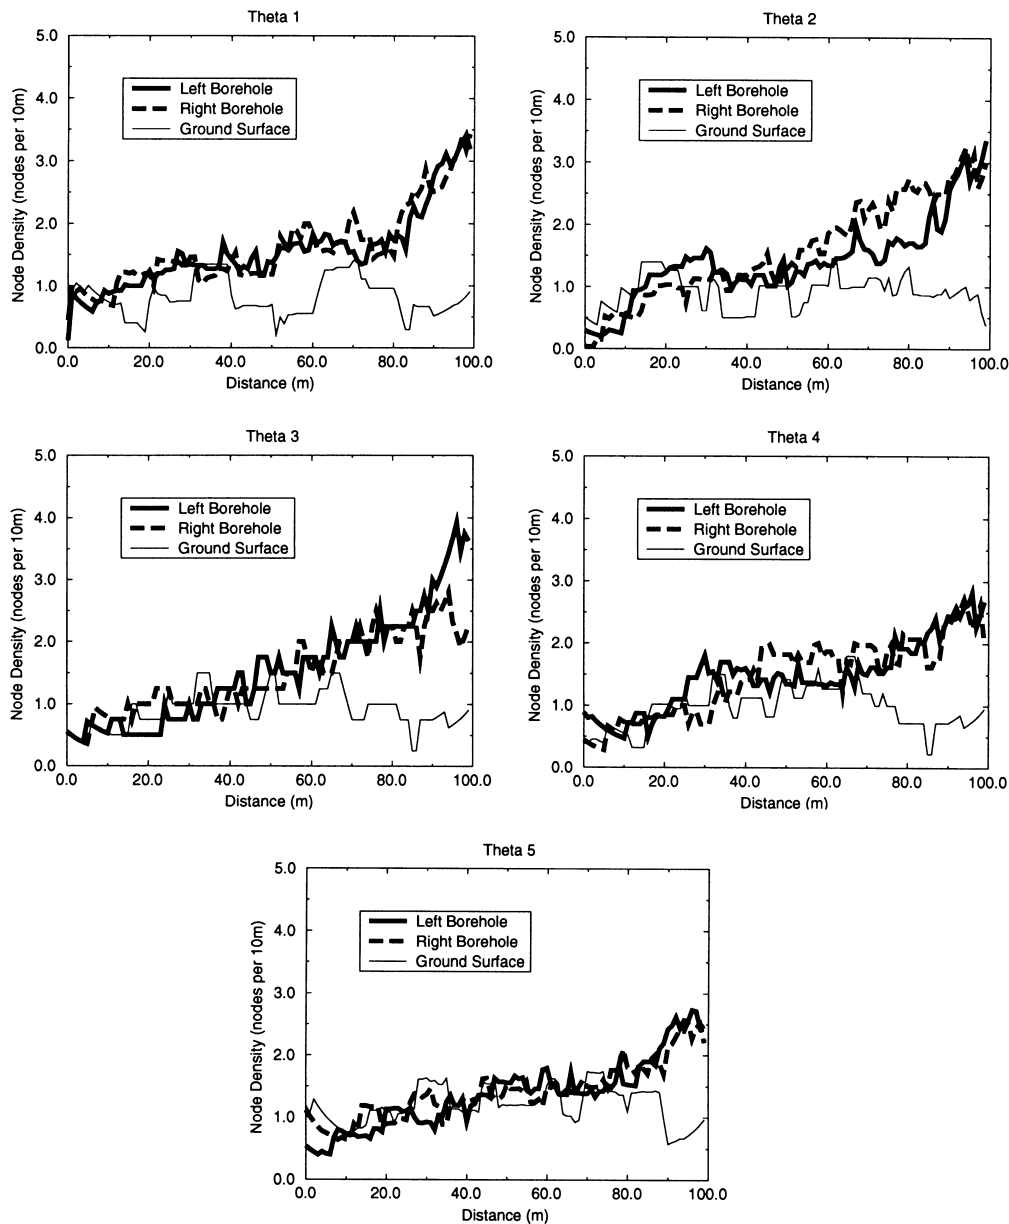 Theta 1
5.0
4.0
3.0
2.0
1.0
0.0
Node Density (nodes per 10m)
Left Borehole
Right Borehole
Ground Surface
0.0 20.0 40.0 60.0 80.0 100.0
Distance (m)
Theta 2
5.0
4.0
3.0
2.0
1.0
0.0
Node Density (nodes per 10m)
Left Borehole
Right Borehole
Ground Surface
0.0 20.0 40.0 60.0 80.0 100.0
Distance (m)
Theta 3
5.0
4.0
3.0
2.0
1.0
0.0
Node Density (nodes per 10m)
Left Borehole
Right Borehole
Ground Surface
0.0 20.0 40.0 60.0 80.0 100.0
Distance (m)
Theta 4
5.0
4.0
3.0
2.0
1.0
0.0
Node Density (nodes per 10m)
Left Borehole
Right Borehole
Ground Surface
0.0 20.0 40.0 60.0 80.0 100.0
Distance (m)
Theta 5
5.0
4.0
3.0
2.0
1.0
0.0
Node Density (nodes per 10m)
Left Borehole
Right Borehole
Ground Surface
0.0 20.0 40.0 60.0 80.0 100.0
Distance (m)